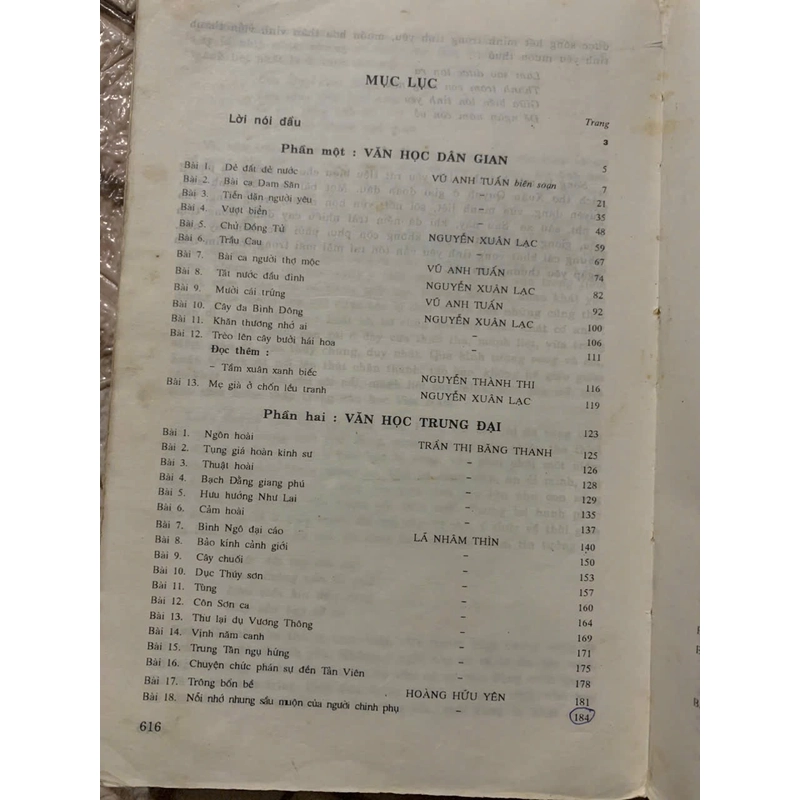 MỤC LỤC
Trang
Lời nói đầu 3
Phần một : VĂN HỌC DÂN GIAN 5
Bài 1. Đẻ đất đẻ nước VŨ ANH TUẤN biên soạn 7
Bài 2. Bài ca Đam Săn – 21
Bài 3. Tiễn dặn người yêu – 35
Bài 4. Vượt biển – 48
Bài 5. Chử Đồng Tử NGUYỄN XUÂN LẠC 59
Bài 6. Trầu Cau – 67
Bài 7. Bài ca người thợ mộc VŨ ANH TUẤN 74
Bài 8. Tát nước đầu đình NGUYỄN XUÂN LẠC 82
Bài 9. Mười cái trứng VŨ ANH TUẤN 92
Bài 10. Cây đa Bình Đông NGUYỄN XUÂN LẠC 100
Bài 11. Khăn thương nhớ ai – 106
Bài 12. Trèo lên cây bưởi hái hoa – 111
Đọc thêm :
– Tầm xuân xanh biếc NGUYỄN THÀNH THI 116
Bài 13. Mẹ già ở chốn lều tranh NGUYỄN XUÂN LẠC 119
Phần hai : VĂN HỌC TRUNG ĐẠI 123
Bài 1. Ngôn hoài TRẦN THỊ BĂNG THANH 125
Bài 2. Tụng giá hoàn kinh sư – 126
Bài 3. Thuật hoài – 128
Bài 4. Bạch Đằng giang phú – 129
Bài 5. Hưu hướng Như Lai – 135
Bài 6. Cảm hoài – 137
Bài 7. Bình Ngô đại cáo LÃ NHÂM THÌN 140
Bài 8. Bảo kính cảnh giới – 150
Bài 9. Cây chuối – 153
Bài 10. Dục Thúy sơn – 157
Bài 11. Tùng – 160
Bài 12. Côn Sơn ca – 164
Bài 13. Thư lại dụ Vương Thông – 169
Bài 14. Vịnh năm canh – 171
Bài 15. Trung Tân ngụ hứng – 175
Bài 16. Chuyện chức phán sự đền Tản Viên – 178
Bài 17. Trông bốn bề HOÀNG HỮU YÊN 181
Bài 18. Nỗi nhớ nhung sầu muộn của người chinh phụ – 184
616